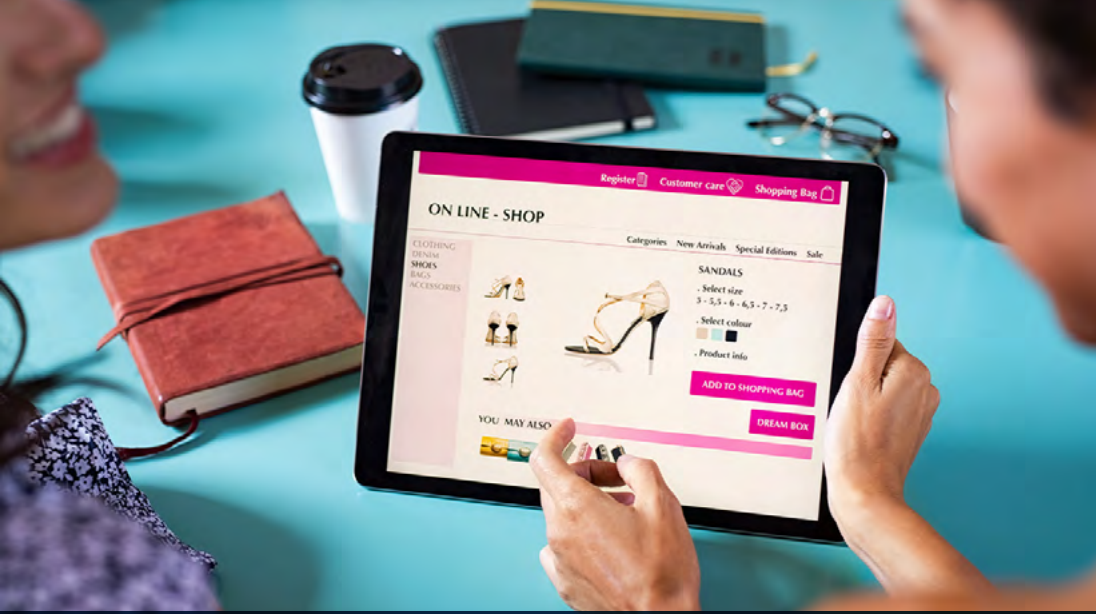 Register
Customer care
Shopping Bag
ON LINE - SHOP
Categories New Arrivals Special Editions Sale
CLOTHING
DENIM
SHOES
BAGS
ACCESSORIES
SANDALS
. Select size
3 - 5,5 - 6 - 6,5 - 7 - 7,5
. Select colour
. Product info
ADD TO SHOPPING BAG
DREAM BOX
YOU MAY ALSO